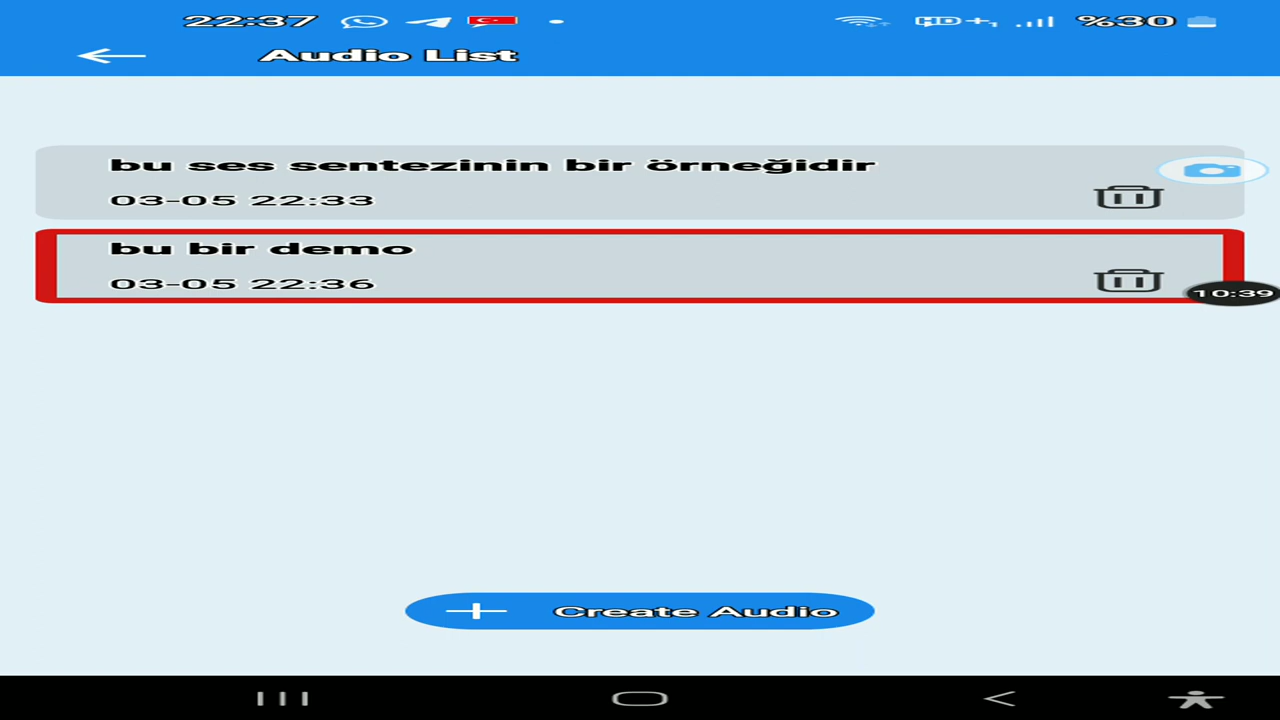 22:37 HD+ %30
Audio List
bu ses sentezinin bir örneğidir
03-05 22:33
bu bir demo
03-05 22:36
10:39
Create Audio